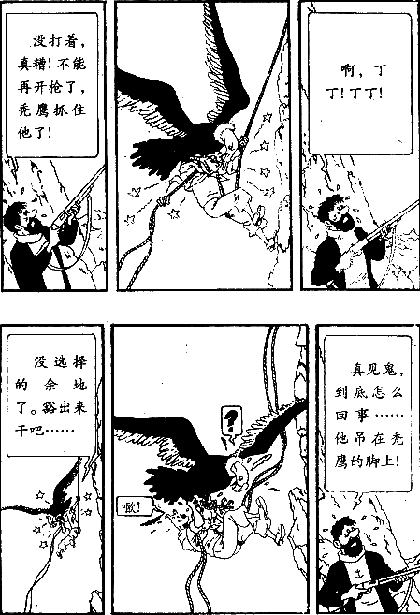 没打着，
真糟！不能
再开抢了，
秃鹰抓住
他了！
啊，丁
丁！丁丁！
没选择
的余地
了。豁出来
干吧……
?
嗽!
真见鬼，
到底怎么
回事……
他吊在秃
鹰的脚上！